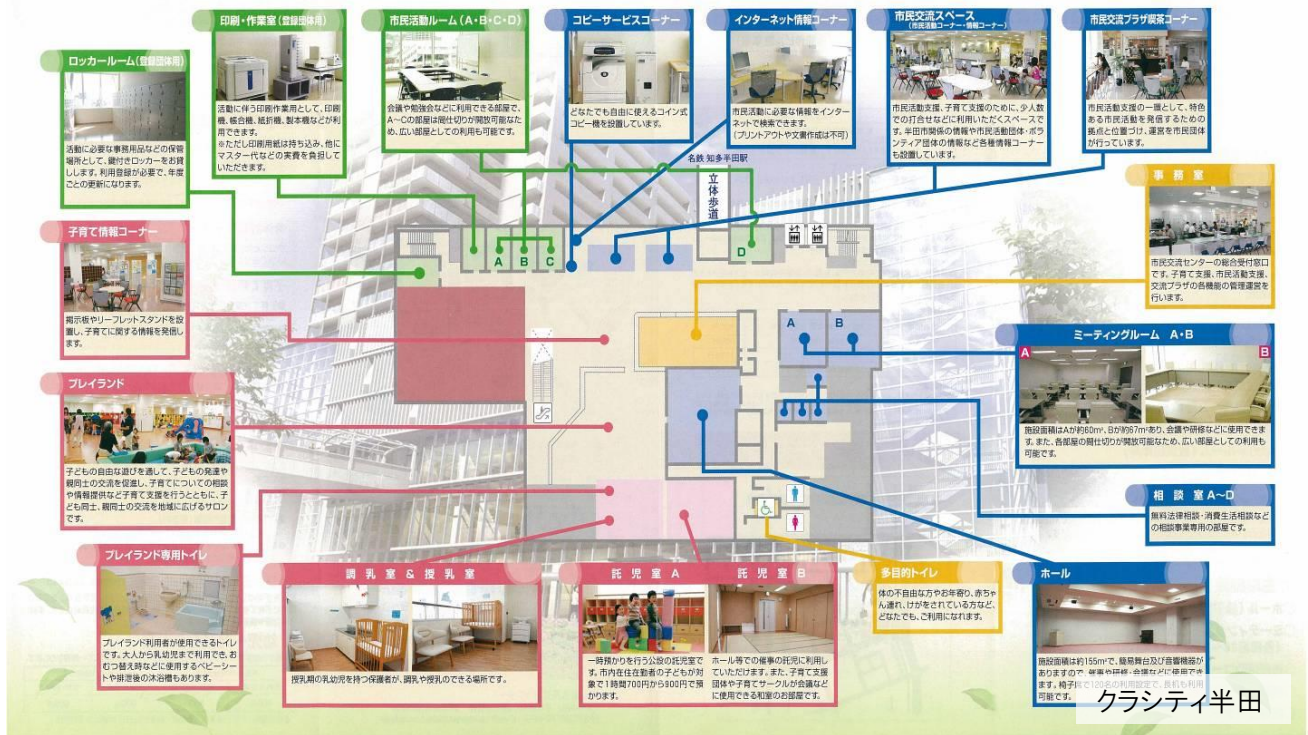 ロッカールーム(登録団体用)
活動に必要な事務用品などの保管
場所として、鍵付きロッカーをお貸
しします。利用登録が必要で、年度
ごとの更新になります。
印刷・作業室(登録団体用)
活動に伴う印刷作業用として、印刷
機、帳合機、紙折機、製本機などが利
用できます。
※ただし印刷用紙は持ち込み、他に
マスター代などの実費を負担して
いただきます。
市民活動ルーム(A・B・C・D)
会議や勉強会などに利用できる部屋で、
A〜Cの部屋は間仕切りが開放可能なた
め、広い部屋としての利用も可能です。
コピーサービスコーナー
どなたでも自由に使えるコイン式
コピー機を設置しています。
インターネット情報コーナー
市民活動に必要な情報をインター
ネットで検索できます。
(プリントアウトや文書作成は不可)
市民交流スペース
(市民活動コーナー・情報コーナー)
市民活動支援、子育て支援のために、少人数
での打合せなどに利用いただくスペースで
す。半田市関係の情報や市民活動団体・ボラ
ンティア団体の情報など各種情報コーナー
も設置しています。
市民交流プラザ喫茶コーナー
市民活動支援の一環として、特色
ある市民活動を発信するための
拠点と位置づけ、運営を市民団体
が行っています。
名鉄 知多半田駅
立体歩道
事務室
市民交流センターの総合受付窓口
です。子育て支援、市民活動支援、
交流プラザの各機能の管理運営を
行います。
子育て情報コーナー
掲示板やリーフレットスタンドを設
置し、子育てに関する情報を発信し
ます。
A
B
C
D
A
B
ミーティングルーム A・B
A
B
施設面積はAが約60m²、Bが約67m²あり、会議や研修などに使用できま
す。また、各部屋の間仕切りが開放可能なため、広い部屋としての利用も
可能です。
プレイランド
子どもの自由な遊びを通して、子どもの発達や
親同士の交流を促進し、子育てについての相談
や情報提供など子育て支援を行うとともに、子
ども同士、親同士の交流を地域に広げるサロン
です。
相談室A〜D
無料法律相談・消費生活相談など
の相談事業専用の部屋です。
プレイランド専用トイレ
プレイランド利用者が使用できるトイレ
です。大人から乳幼児まで利用でき、お
むつ替え時などに使用するベビーシー
トや排泄後の沐浴槽もあります。
調乳室&授乳室
授乳期の乳幼児を持つ保護者が、調乳や授乳のできる場所です。
託児室A
一時預かりを行う公設の託児室で
す。市内在住在勤者の子どもが対
象で1時間700円から900円で預
かります。
託児室B
ホール等での催事の託児に利用し
ていただけます。また、子育て支援
団体や子育てサークルが会議など
に使用できる和室のお部屋です。
多目的トイレ
体の不自由な方やお年寄り、赤ちゃ
ん連れ、けがをされている方など、
どなたでも、ご利用になれます。
ホール
施設面積は約155m²で、簡易舞台及び音響機器が
ありますので、催事や研修・会議などに使用でき
ます。椅子席で120名の利用設定で、長机も利用
可能です。
クラシティ半田